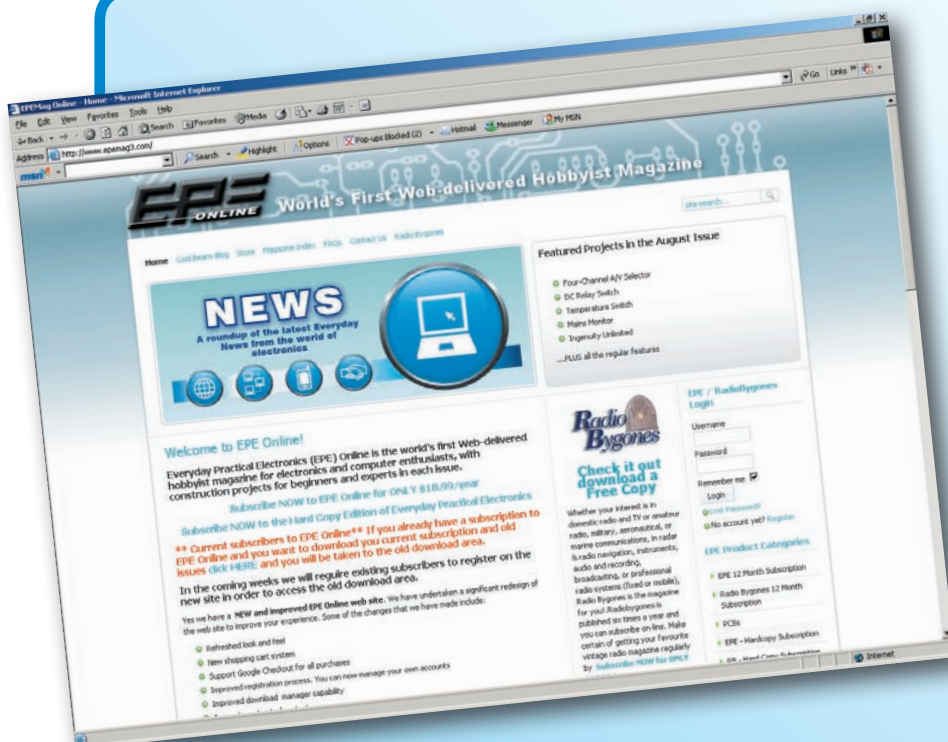 EPEMag Online - Home - Microsoft Internet Explorer
File Edit View Favorites Tools Help
Back Search Favorites Media
Go Links »
Address http://www.epemag3.com/
msn Search Highlight Options Pop-ups Blocked (2) Hotmail Messenger My MSN
EPE ONLINE
World's First Web-delivered Hobbyist Magazine
site search...
Home Cool Beans Blog Store Magazine Index FAQs Contact Us Radio Bygones
NEWS
A roundup of the latest Everyday
News from the world of
electronics
Featured Projects in the August Issue
Four-Channel A/V Selector
DC Relay Switch
Temperature Switch
Mains Monitor
Ingenuity Unlimited
...PLUS all the regular features
Welcome to EPE Online!
Everyday Practical Electronics (EPE) Online is the world's first Web-delivered
hobbyist magazine for electronics and computer enthusiasts, with
construction projects for beginners and experts in each issue.
Subscribe NOW to EPE Online for ONLY $18.99/year
Subscribe NOW to the Hard Copy Edition of Everyday Practical Electronics
** Current subscribers to EPE Online** If you already have a subscription to
EPE Online and you want to download you current subscription and old
issues click HERE and you will be taken to the old download area.
In the coming weeks we will require existing subscribers to register on the
new site in order to access the old download area.
Yes we have a NEW and improved EPE Online web site. We have undertaken a significant redesign of
the web site to improve your experience. Some of the changes that we have made include:
Refreshed look and feel
New shopping cart system
Support Google Checkout for all purchases
Improved registration process. You can now manage your own accounts
Improved download manager capability
Radio
Bygones
Check it out
download a
Free Copy
Whether your interest is in
domestic radio and TV or amateur
radio, military, aeronautical, or
marine communications, in radar
is radio navigation, instruments,
audio and recording,
broadcasting, or professional
radio systems (fixed or mobile),
Radio Bygones is the magazine
for you! Radiobygones is
published six times a year and
you can subscribe on-line. Make
certain of getting your favourite
vintage radio magazine regularly
by Subscribe NOW for ONLY
EPE / RadioBygones
Login
Username
Password
Remember me
Login
Lost Password?
No account yet? Register
EPE Product Categories
EPE 12 Month Subscription
Radio Bygones 12 Month
Subscription
PCBs
EPE - Hardcopy Subscription
RB - Hard Copy Subscription
Internet